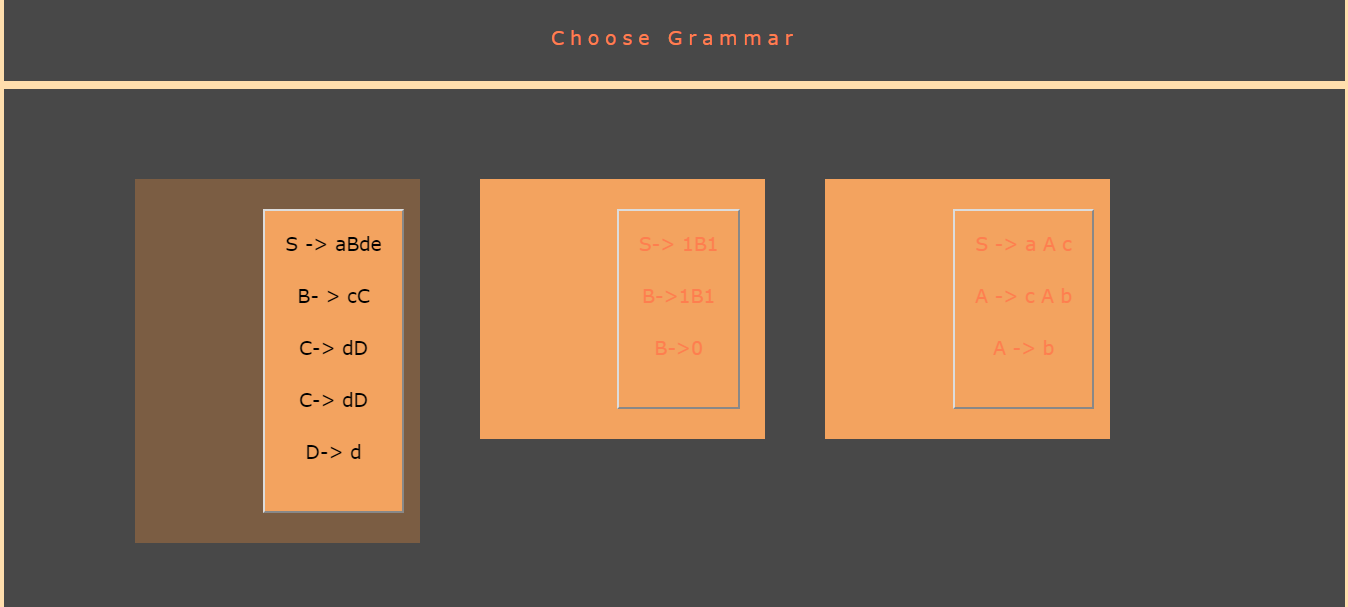 Choose Grammar
S -> aBde
B- > cC
C-> dD
C-> dD
D-> d
S-> 1B1
B->1B1
B->0
S -> a A c
A -> c A b
A -> b